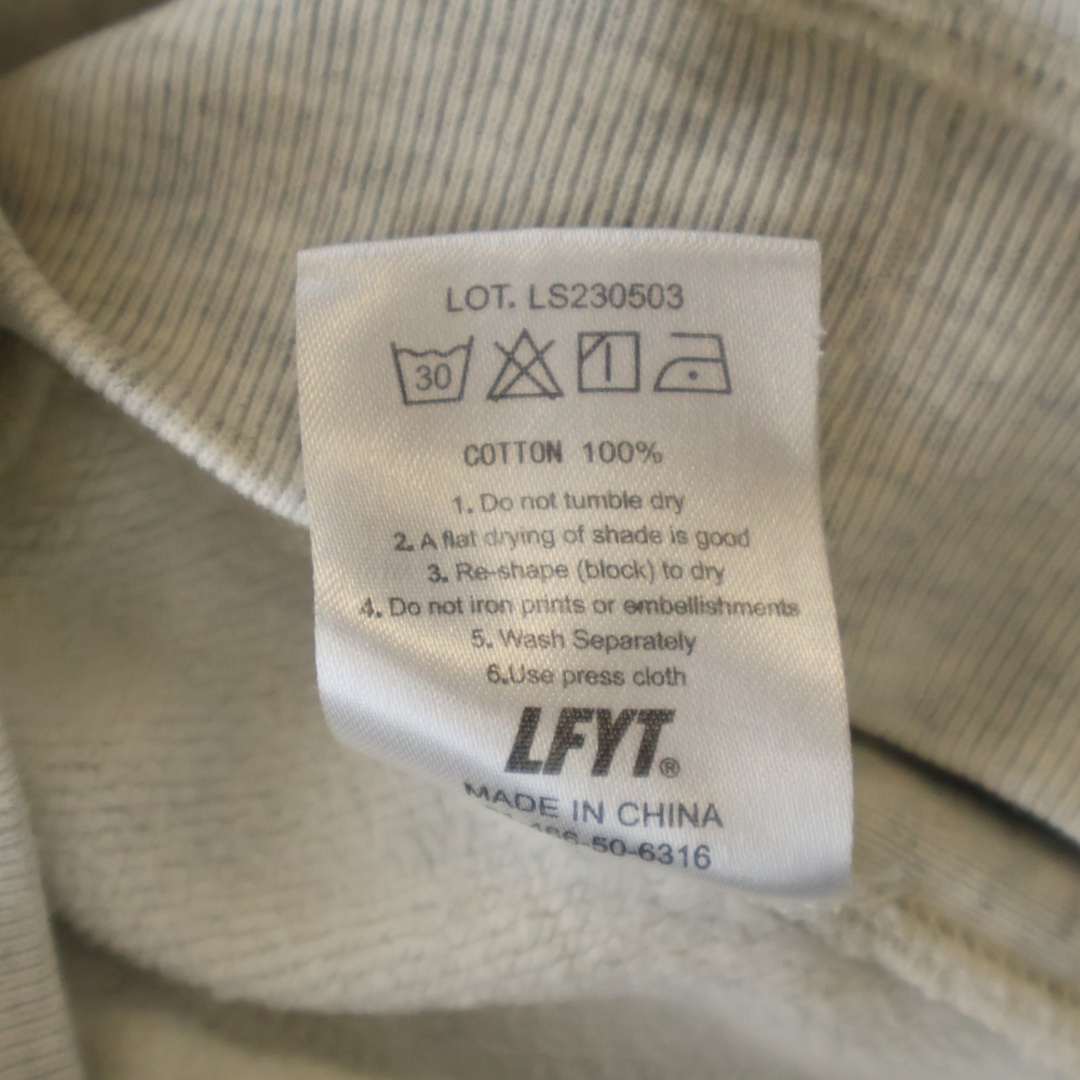 LOT. LS230503
30
COTTON 100%
1. Do not tumble dry
2. A flat drying of shade is good
3. Re-shape (block) to dry
4. Do not iron prints or embellishments
5. Wash Separately
6.Use press cloth
LFYT®
MADE IN CHINA
-50-6316